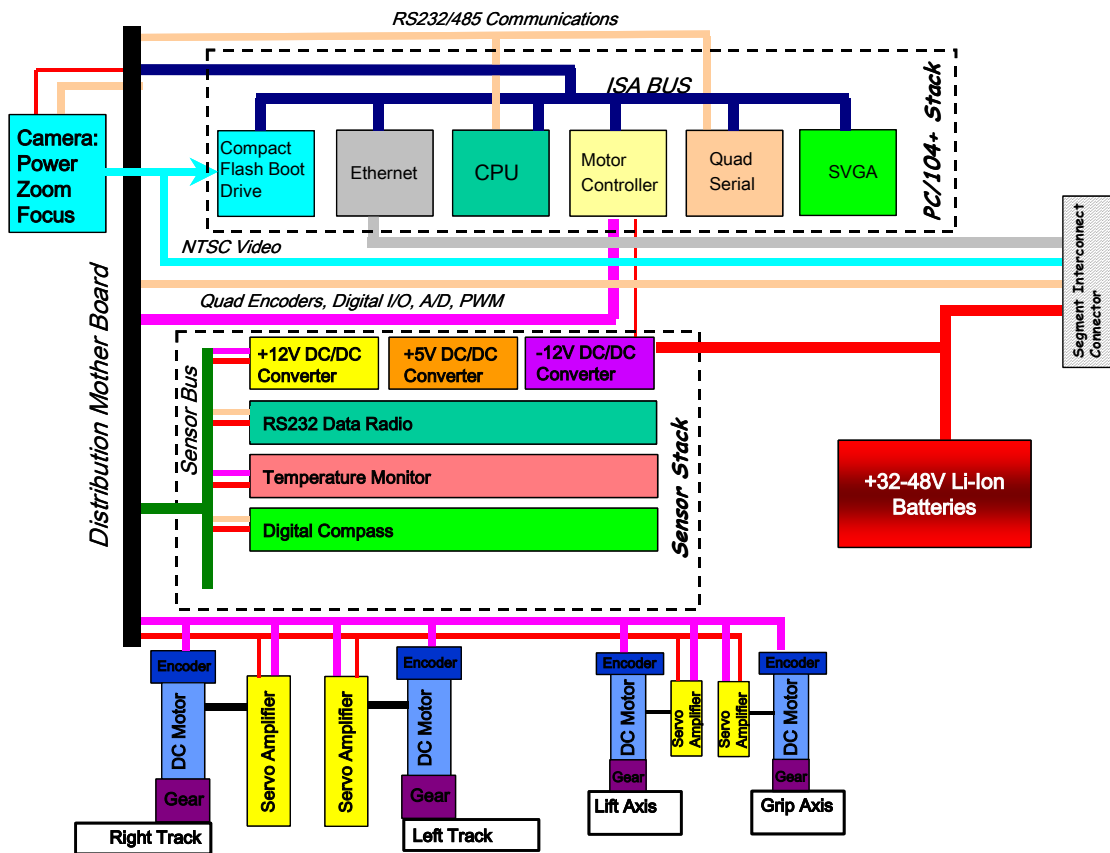 RS232/485 Communications
ISA BUS
PC/104+ Stack
Camera:
Power
Zoom
Focus
Compact
Flash Boot
Drive
Ethernet
CPU
Motor
Controller
Quad
Serial
SVGA
NTSC Video
Segment Interconnect
Connector
Quad Encoders, Digital I/O, A/D, PWM
Distribution Mother Board
Sensor Bus
+12V DC/DC
Converter
+5V DC/DC
Converter
-12V DC/DC
Converter
RS232 Data Radio
Temperature Monitor
Digital Compass
Sensor Stack
+32-48V Li-Ion
Batteries
Encoder
DC Motor
Gear
Right Track
Servo Amplifier
Servo Amplifier
Encoder
DC Motor
Gear
Left Track
Encoder
DC Motor
Gear
Lift Axis
Servo
Amplifier
Servo
Amplifier
Encoder
DC Motor
Gear
Grip Axis